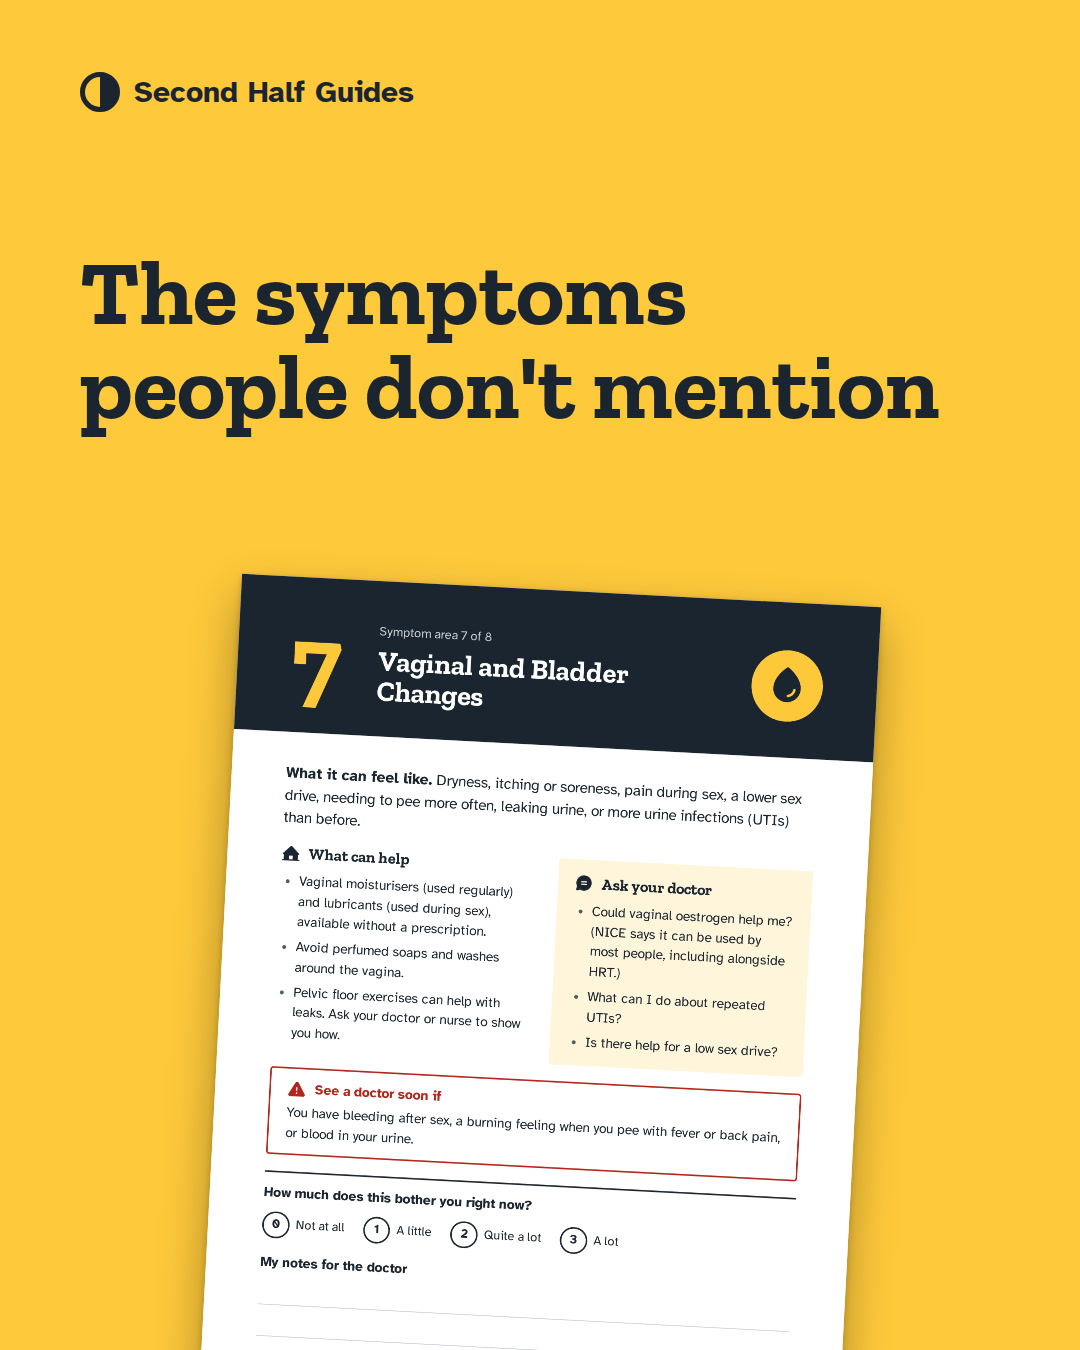 Second Half Guides
The symptoms
people don't mention
7
Symptom area 7 of 8
Vaginal and Bladder
Changes
What it can feel like. Dryness, itching or soreness, pain during sex, a lower sex
drive, needing to pee more often, leaking urine, or more urine infections (UTIs)
than before.
What can help
• Vaginal moisturisers (used regularly)
and lubricants (used during sex),
available without a prescription.
• Avoid perfumed soaps and washes
around the vagina.
• Pelvic floor exercises can help with
leaks. Ask your doctor or nurse to show
you how.
Ask your doctor
• Could vaginal oestrogen help me?
(NICE says it can be used by
most people, including alongside
HRT.)
• What can I do about repeated
UTIs?
• Is there help for a low sex drive?
See a doctor soon if
You have bleeding after sex, a burning feeling when you pee with fever or back pain,
or blood in your urine.
How much does this bother you right now?
0 Not at all 1 A little 2 Quite a lot 3 A lot
My notes for the doctor